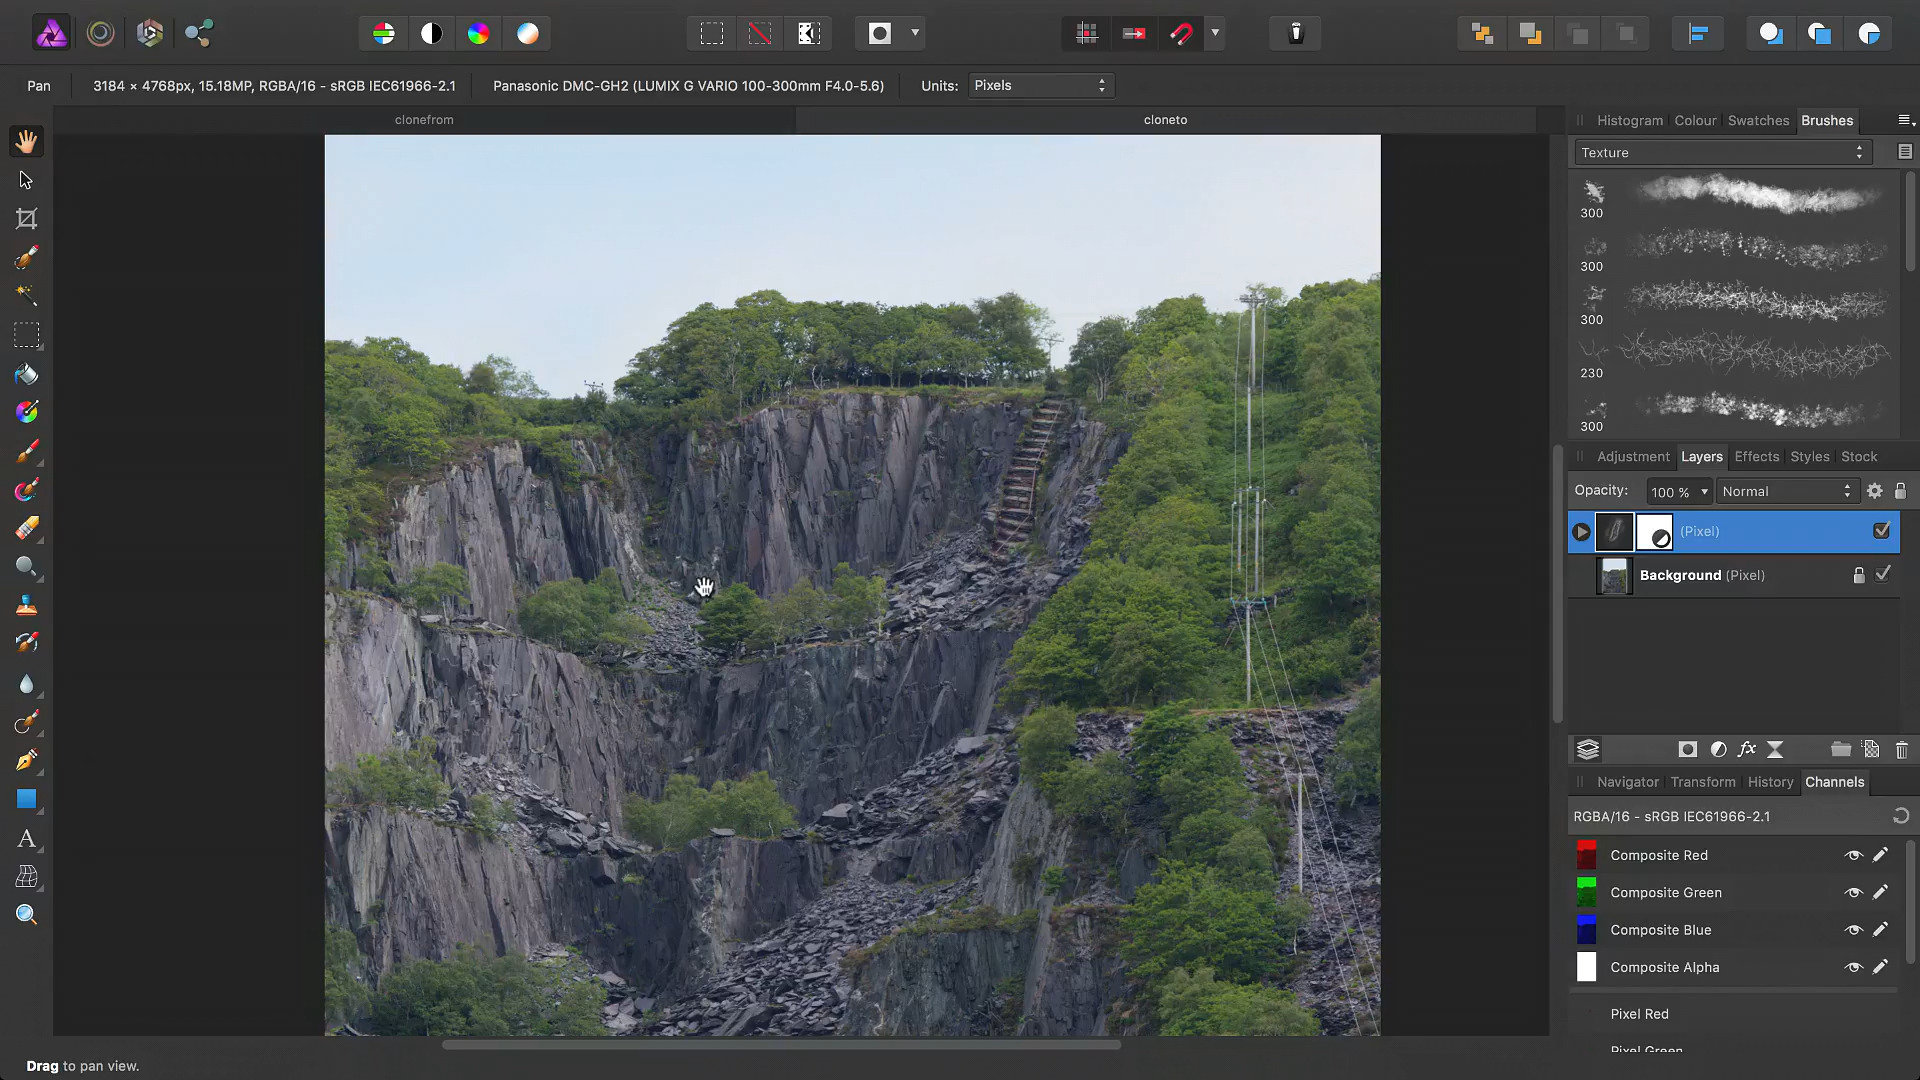 Pan
3184 × 4768px, 15.18MP, RGBA/16 - sRGB IEC61966-2.1
Panasonic DMC-GH2 (LUMIX G VARIO 100-300mm F4.0-5.6)
Units:
Pixels
clonefrom
cloneto
Histogram
Colour
Swatches
Brushes
Texture
300
300
300
230
300
Adjustment
Layers
Effects
Styles
Stock
Opacity:
100 %
Normal
(Pixel)
Background (Pixel)
fx
Navigator
Transform
History
Channels
RGBA/16 - sRGB IEC61966-2.1
Composite Red
Composite Green
Composite Blue
Composite Alpha
Pixel Red
Pixel Green
A
Drag to pan view.